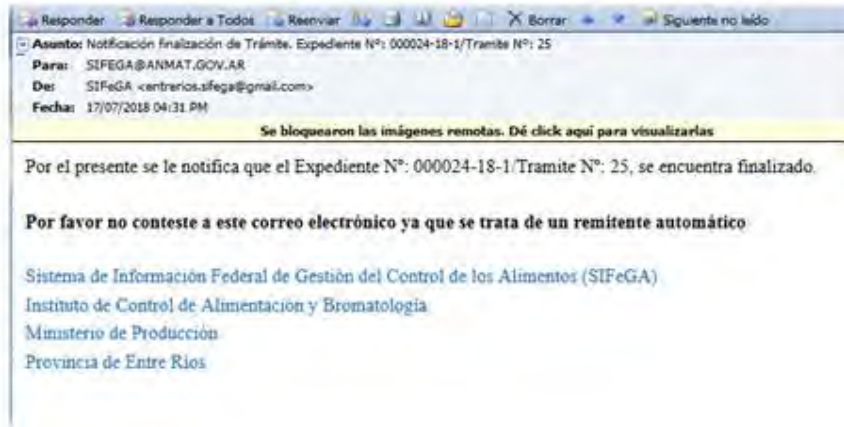 Responder Responder a Todos Reenviar Borrar Siguiente no leído
Asunto: Notificación finalización de Trámite. Expediente N°: 000024-18-1/Tramite N°: 25
Para: SIFEGA@ANMAT.GOV.AR
De: SIFeGA <entrerios.sifega@gmail.com>
Fecha: 17/07/2018 04:31 PM
Se bloquearon las imágenes remotas. Dé click aquí para visualizarlas
Por el presente se le notifica que el Expediente N°: 000024-18-1/Tramite N°: 25, se encuentra finalizado.
Por favor no conteste a este correo electrónico ya que se trata de un remitente automático
Sistema de Información Federal de Gestión del Control de los Alimentos (SIFeGA)
Instituto de Control de Alimentación y Bromatología
Ministerio de Producción
Provincia de Entre Ríos